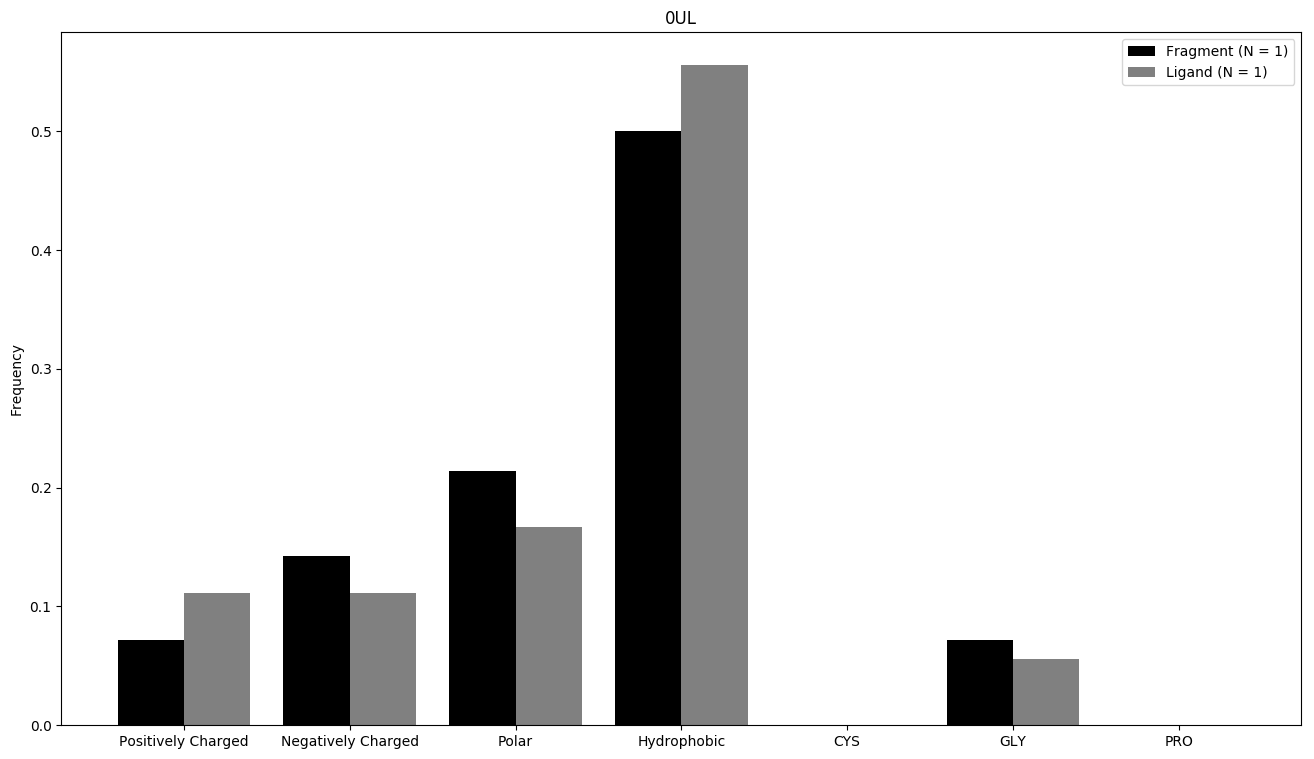 0UL
Fragment (N = 1)
Ligand (N = 1)
Frequency
0.5
0.4
0.3
0.2
0.1
0.0
Positively Charged
Negatively Charged
Polar
Hydrophobic
CYS
GLY
PRO